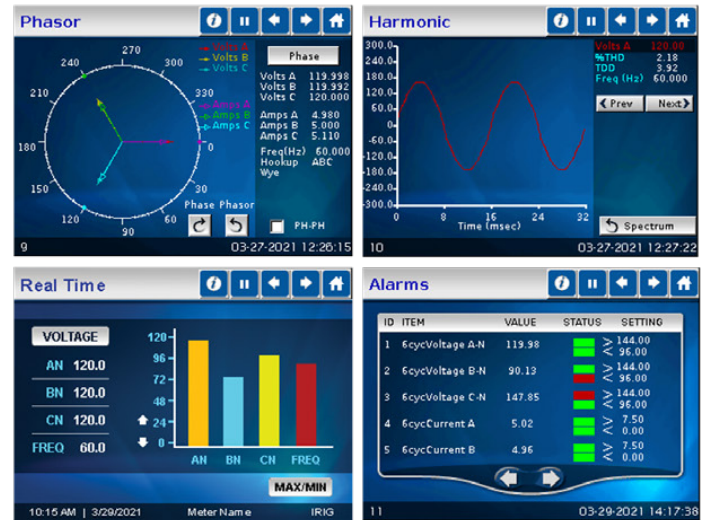 Phasor
270
240
300
210
330
180
0
150
30
120
60
90
Volts A
Volts B
Volts C
Amps A
Amps B
Amps C
Phase
Volts A 119.998
Volts B 119.992
Volts C 120.000
Amps A 4.980
Amps B 5.000
Amps C 5.110
Freq(Hz) 60.000
Hookup ABC
Wye
Phase Phasor
PH-PH
9 03-27-2021 12:26:15
Harmonic
300.0
240.0
180.0
120.0
60.0
0
-60.0
-120.0
-180.0
-240.0
-300.0
0 8 16 24 32
Time (msec)
Volts A 120.00
%THD 2.18
TDD 3.92
Freq (Hz) 60.000
Prev Next
Spectrum
10 03-27-2021 12:27:22
Real Time
VOLTAGE
AN 120.0
BN 120.0
CN 120.0
FREQ 60.0
120
96
72
48
24
0
AN BN CN FREQ
MAX/MIN
10:15 AM | 3/29/2021 Meter Name IRIG
Alarms
ID ITEM VALUE STATUS SETTING
1 6cycVoltage A-N 119.98 ≥ 144.00
< 96.00
2 6cycVoltage B-N 90.13 ≥ 144.00
< 96.00
3 6cycVoltage C-N 147.85 ≥ 144.00
< 96.00
4 6cycCurrent A 5.02 ≥ 7.50
< 0.00
5 6cycCurrent B 4.96 ≥ 7.50
< 0.00
11 03-29-2021 14:17:38